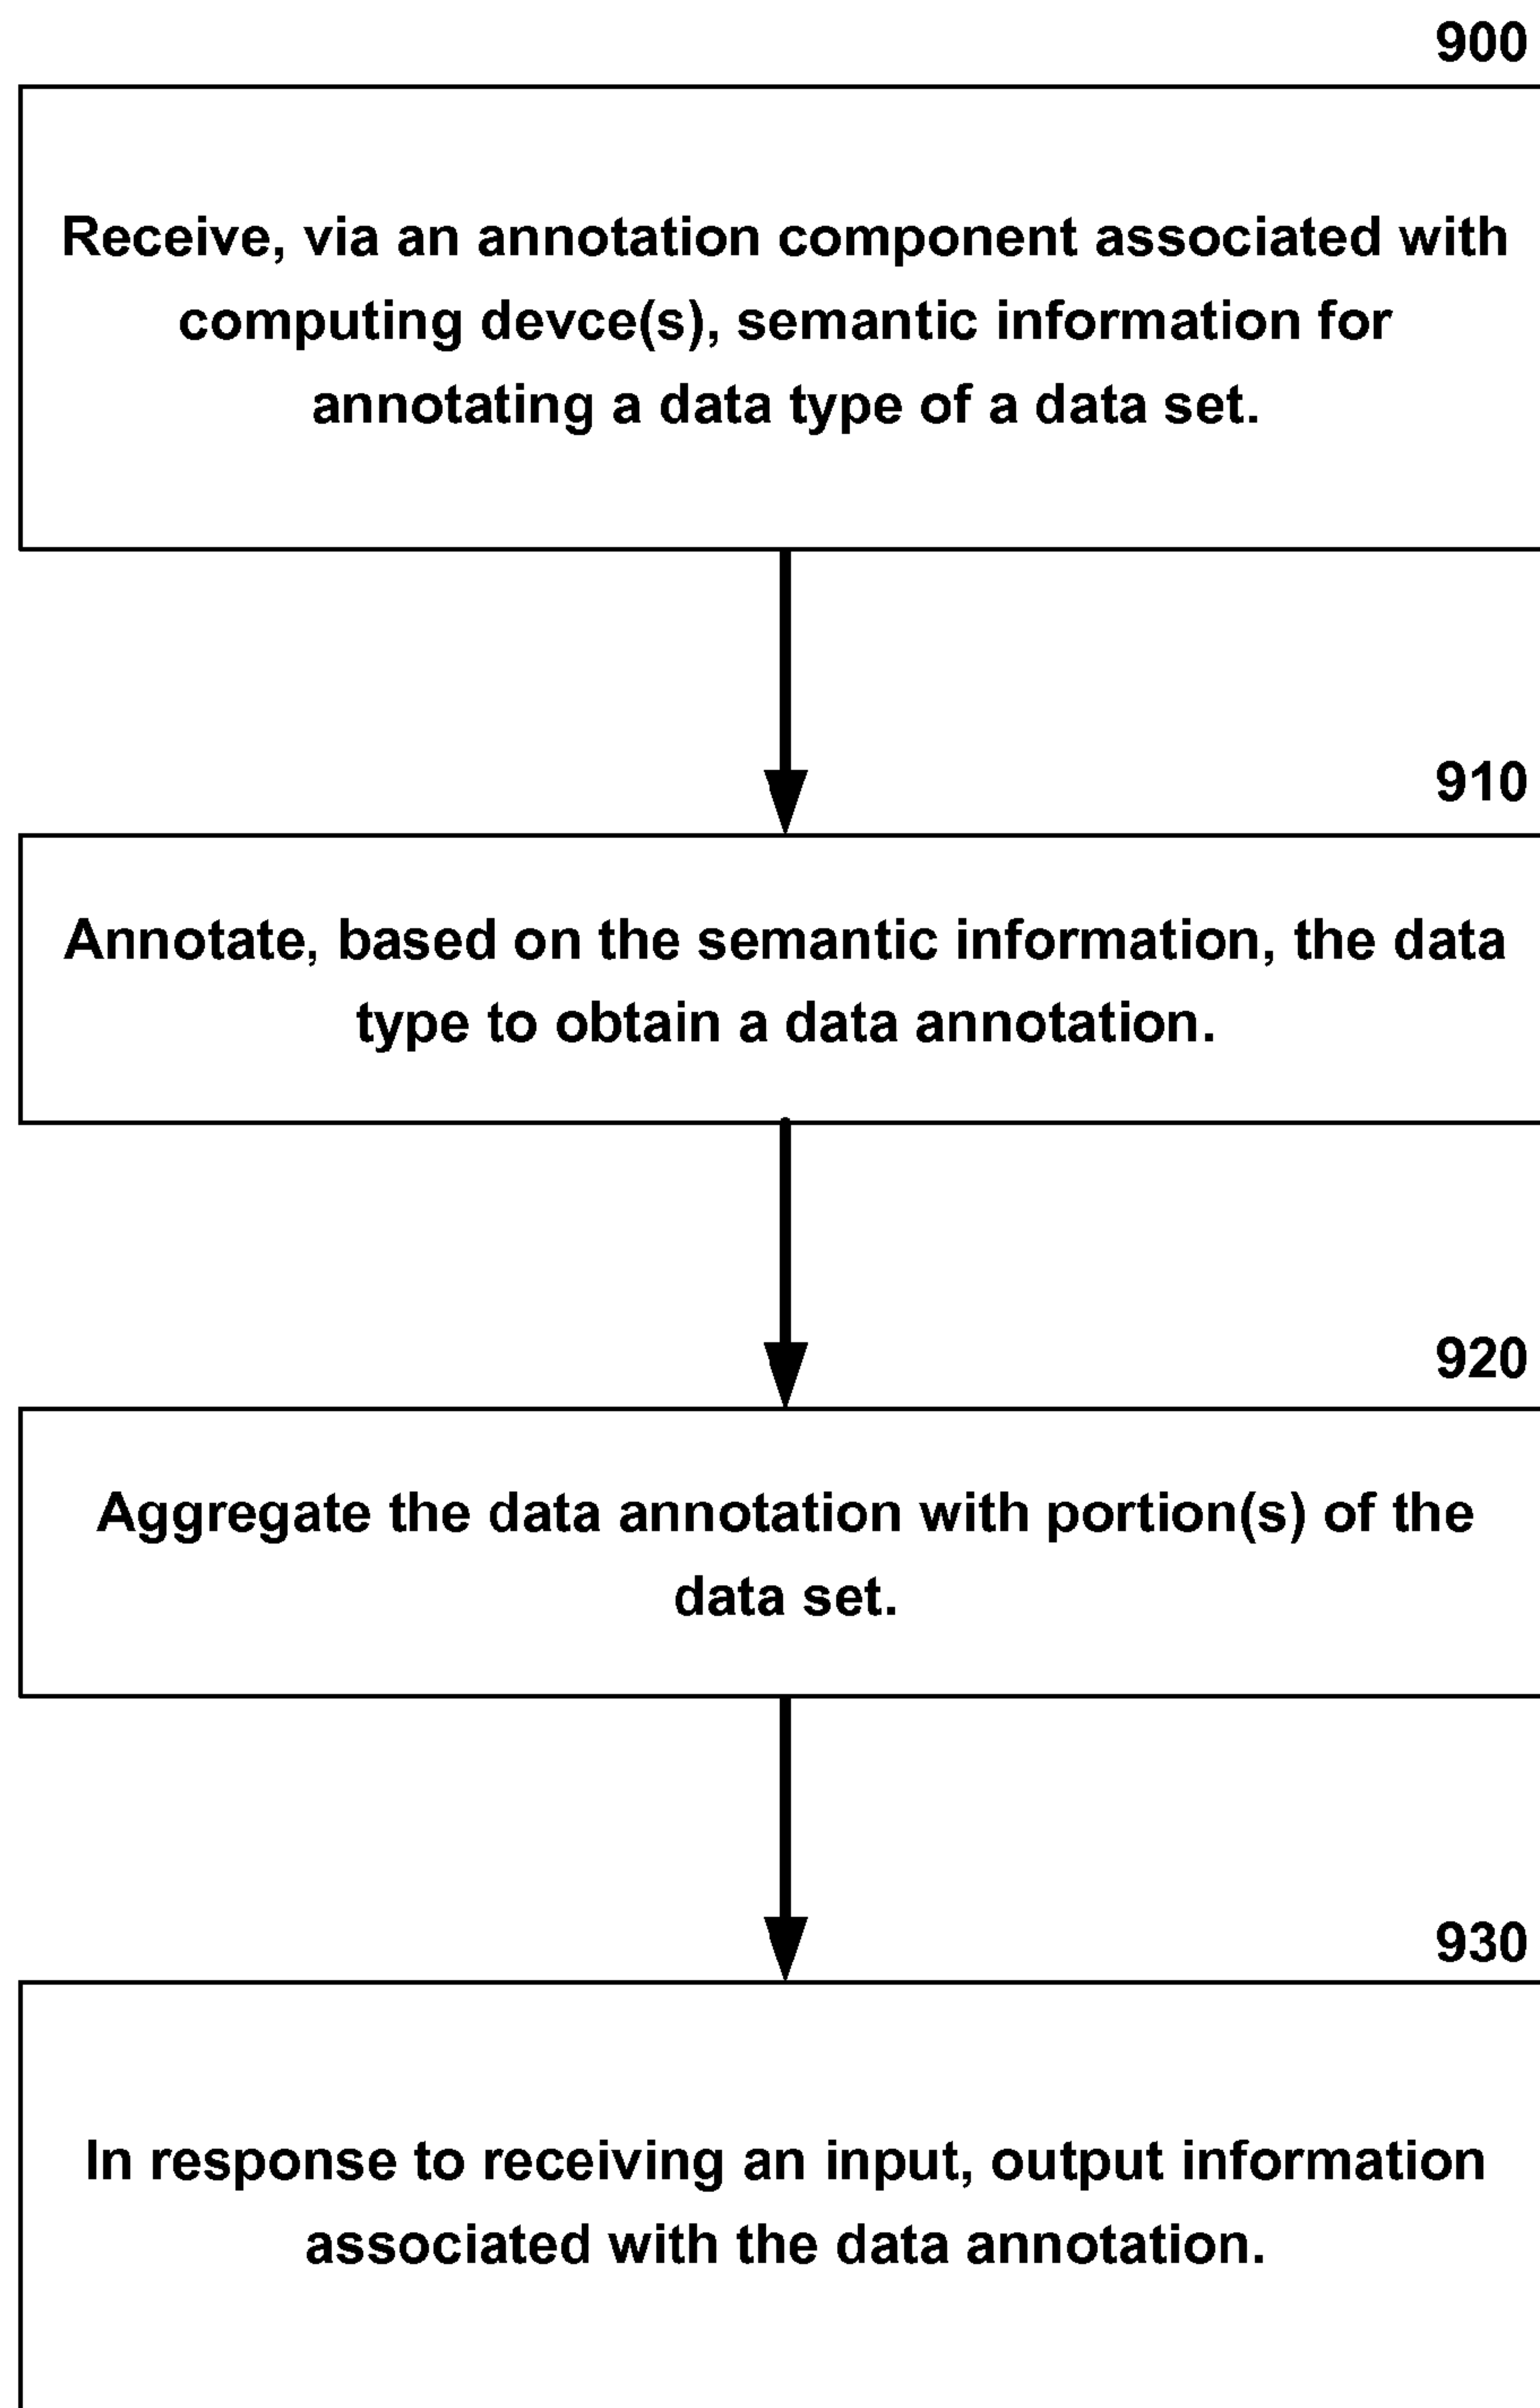 900
Receive, via an annotation component associated with
computing devce(s), semantic information for
annotating a data type of a data set.
910
Annotate, based on the semantic information, the data
type to obtain a data annotation.
920
Aggregate the data annotation with portion(s) of the
data set.
930
In response to receiving an input, output information
associated with the data annotation.